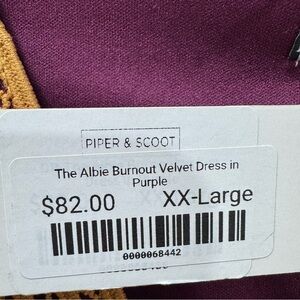 PIPER & SCOOT
The Albie Burnout Velvet Dress in
Purple
$82.00 XX-Large
0000068442